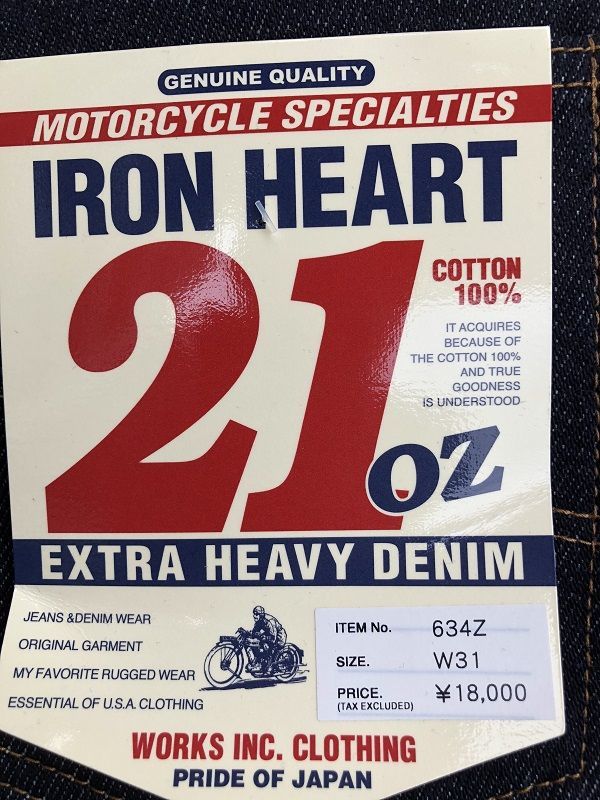 GENUINE QUALITY
MOTORCYCLE SPECIALTIES
IRON HEART
21oz
COTTON
100%
IT ACQUIRES
BECAUSE OF
THE COTTON 100%
AND TRUE
GOODNESS
IS UNDERSTOOD
EXTRA HEAVY DENIM
JEANS &DENIM WEAR
ORIGINAL GARMENT
MY FAVORITE RUGGED WEAR
ESSENTIAL OF U.S.A. CLOTHING
ITEM No. 634Z
SIZE. W31
PRICE. ¥18,000
(TAX EXCLUDED)
WORKS INC. CLOTHING
PRIDE OF JAPAN